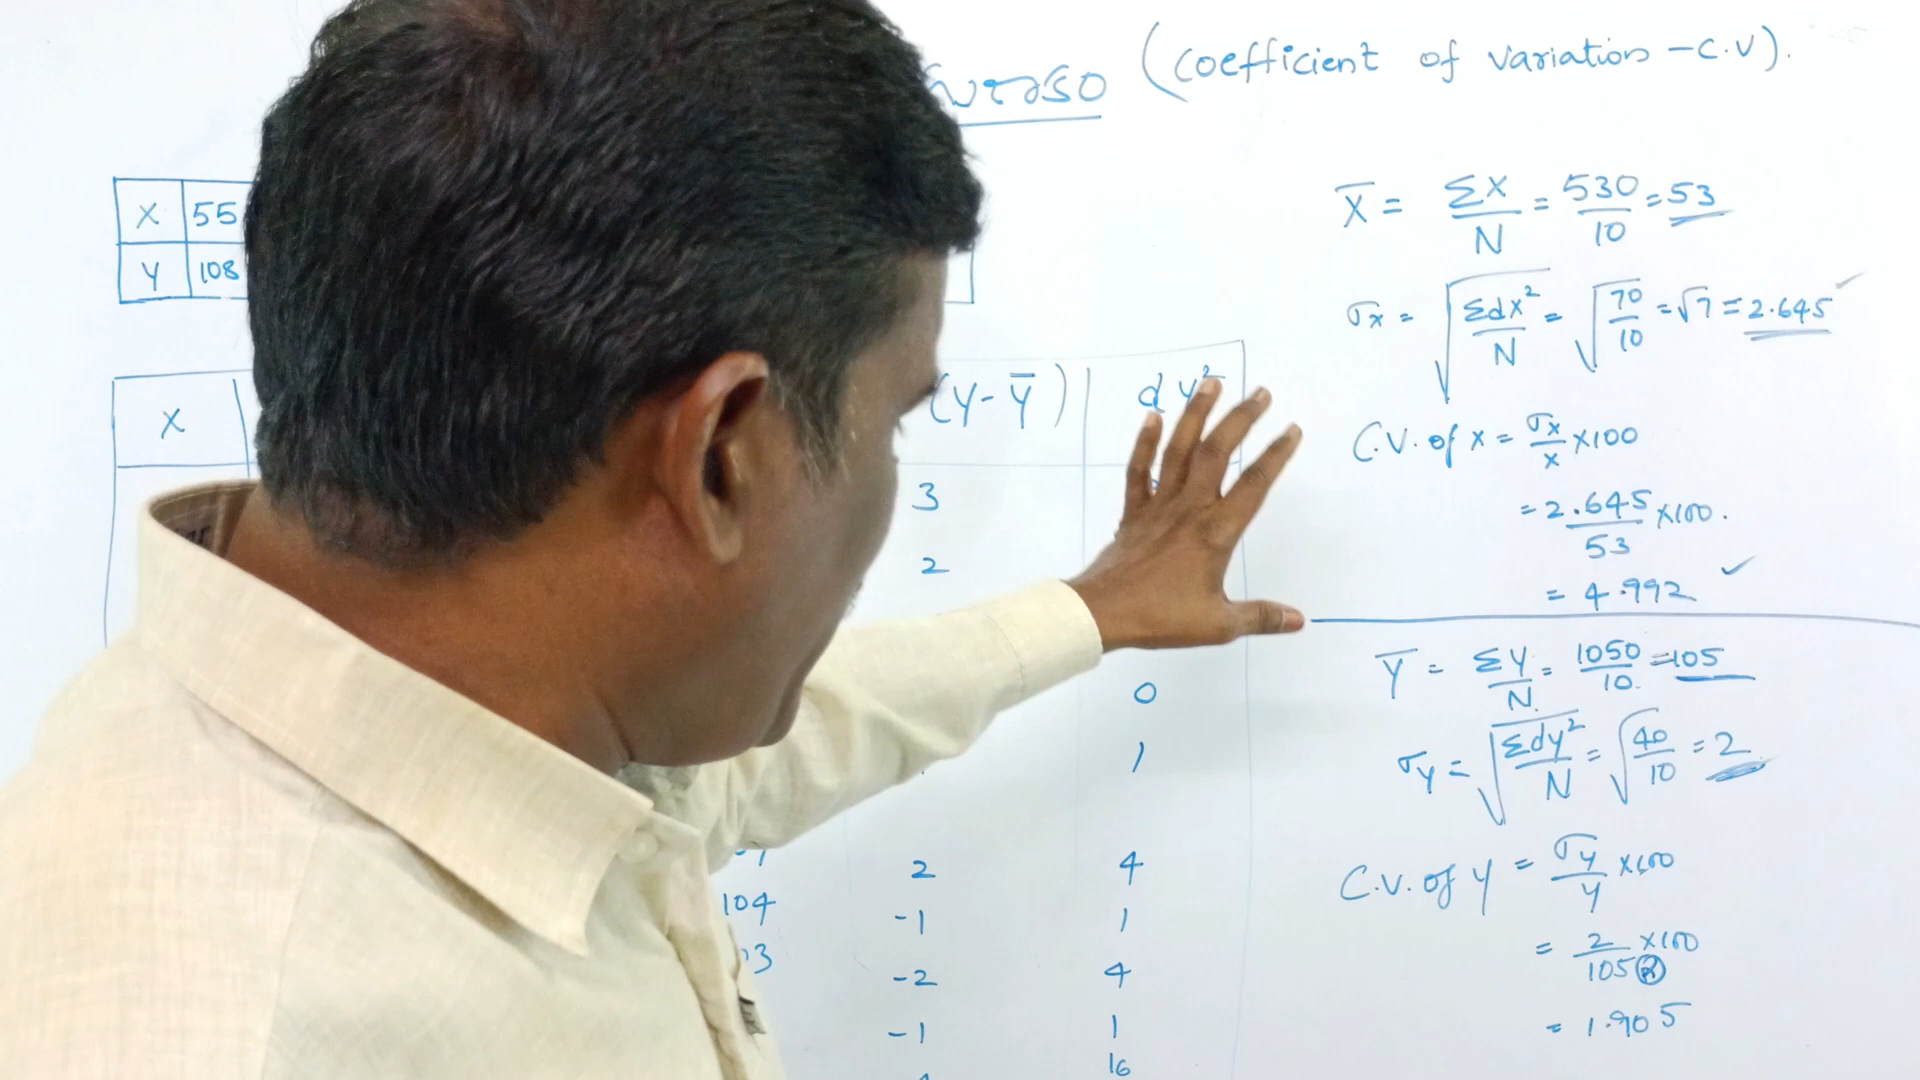 (Coefficient of variation - C.V).
X 55
Y 108
X (Y-Y̅) dy²
3
2
0
1
2 4
104 -1 1
-2 4
-1 1
16
X̅ = ΣX/N = 530/10 = 53
σx = √(Σdx²/N) = √(70/10) = √7 = 2.645
C.V. of x = σx/x ×100
= 2.645/53 ×100.
= 4.992
Y̅ = ΣY/N = 1050/10 = 105
σy = √(Σdy²/N) = √(40/10) = 2
C.V. of y = σy/y ×100
= 2/105 ×100
= 1.905